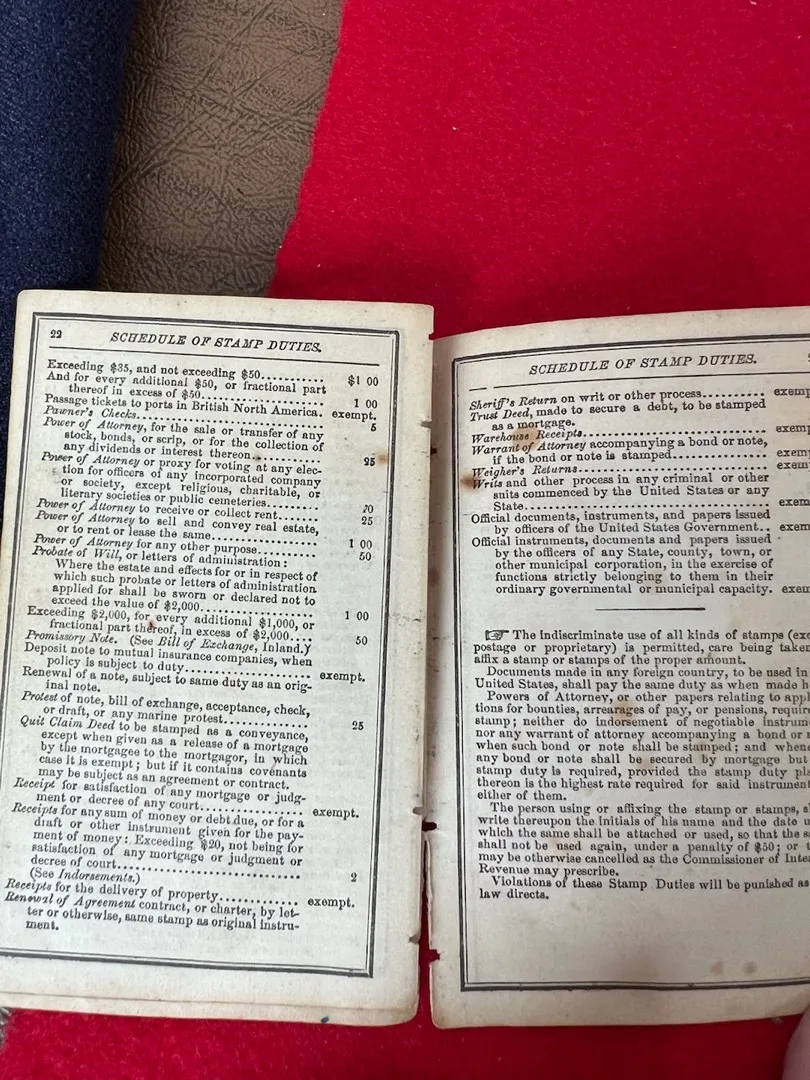 22
SCHEDULE OF STAMP DUTIES.
Exceeding $35, and not exceeding $50........... $1 00
And for every additional $50, or fractional part
thereof in excess of $50..................... 1 00
Passage tickets to ports in British North America. exempt.
Pawner's Checks.............................. 5
Power of Attorney, for the sale or transfer of any
stock, bonds, or scrip, or for the collection of
any dividends or interest thereon............. 25
Power of Attorney or proxy for voting at any elec-
tion for officers of any incorporated company
or society, except religious, charitable, or
literary societies or public cemeteries......... 10
Power of Attorney to receive or collect rent....... 25
Power of Attorney to sell and convey real estate,
or to rent or lease the same.................. 1 00
Power of Attorney for any other purpose.......... 50
Probate of Will, or letters of administration:
Where the estate and effects for or in respect of
which such probate or letters of administration
applied for shall be sworn or declared not to
exceed the value of $2,000.................... 1 00
Exceeding $2,000, for every additional $1,000, or
fractional part thereof, in excess of $2,000.... 50
Promissory Note. (See Bill of Exchange, Inland.)
Deposit note to mutual insurance companies, when
policy is subject to duty..................... exempt.
Renewal of a note, subject to same duty as an orig-
inal note.
Protest of note, bill of exchange, acceptance, check,
or draft, or any marine protest............... 25
Quit Claim Deed to be stamped as a conveyance,
except when given as a release of a mortgage
by the mortgagee to the mortgagor, in which
case it is exempt; but if it contains covenants
may be subject as an agreement or contract.
Receipt for satisfaction of any mortgage or judg-
ment or decree of any court................... exempt.
Receipts for any sum of money or debt due, or for a
draft or other instrument given for the pay-
ment of money: Exceeding $20, not being for
satisfaction of any mortgage or judgment or
decree of court............................... 2
(See Indorsements.)
Receipts for the delivery of property............. exempt.
Renewal of Agreement contract, or charter, by let-
ter or otherwise, same stamp as original instru-
ment.
SCHEDULE OF STAMP DUTIES.
Sheriff's Return on writ or other process.......... exemp
Trust Deed, made to secure a debt, to be stamped
as a mortgage.
Warehouse Receipts............................ exemp
Warrant of Attorney accompanying a bond or note,
if the bond or note is stamped................ exemp
Weigher's Returns............................. exemp
Writs and other process in any criminal or other
suits commenced by the United States or any
State......................................... exem
Official documents, instruments, and papers issued
by officers of the United States Government.. exem
Official instruments, documents and papers issued
by the officers of any State, county, town, or
other municipal corporation, in the exercise of
functions strictly belonging to them in their
ordinary governmental or municipal capacity. exem
☞ The indiscriminate use of all kinds of stamps (exc
postage or proprietary) is permitted, care being taken
affix a stamp or stamps of the proper amount.
Documents made in any foreign country, to be used in
United States, shall pay the same duty as when made h
Powers of Attorney, or other papers relating to appl
tions for bounties, arrearages of pay, or pensions, requir
stamp; neither do indorsement of negotiable instrum
nor any warrant of attorney accompanying a bond or
when such bond or note shall be stamped; and whene
any bond or note shall be secured by mortgage but
stamp duty is required, provided the stamp duty pl
thereon is the highest rate required for said instrumen
either of them.
The person using or affixing the stamp or stamps, s
write thereupon the initials of his name and the date u
which the same shall be attached or used, so that the s
shall not be used again, under a penalty of $50; or t
may be otherwise cancelled as the Commissioner of Inter
Revenue may prescribe.
Violations of these Stamp Duties will be punished as
law directs.